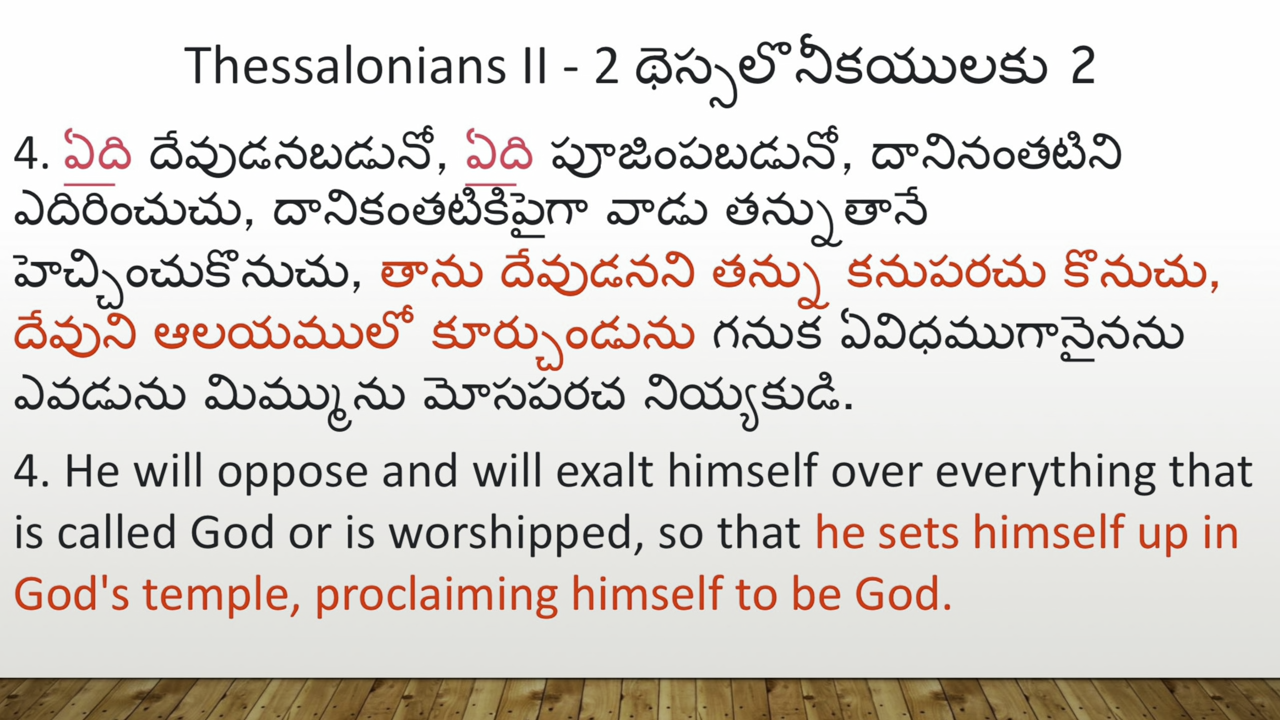 Thessalonians II - 2 థెస్సలొనీకయులకు 2
4. ఏది దేవుడనబడునో, ఏది పూజింపబడునో, దానినంతటిని
ఎదిరించుచు, దానికంతటికిపైగా వాడు తన్నుతానే
హెచ్చించుకొనుచు, తాను దేవుడనని తన్ను కనుపరచు కొనుచు,
దేవుని ఆలయములో కూర్చుండును గనుక ఏవిధముగానైనను
ఎవడును మిమ్మును మోసపరచ నియ్యకుడి.
4. He will oppose and will exalt himself over everything that
is called God or is worshipped, so that he sets himself up in
God's temple, proclaiming himself to be God.